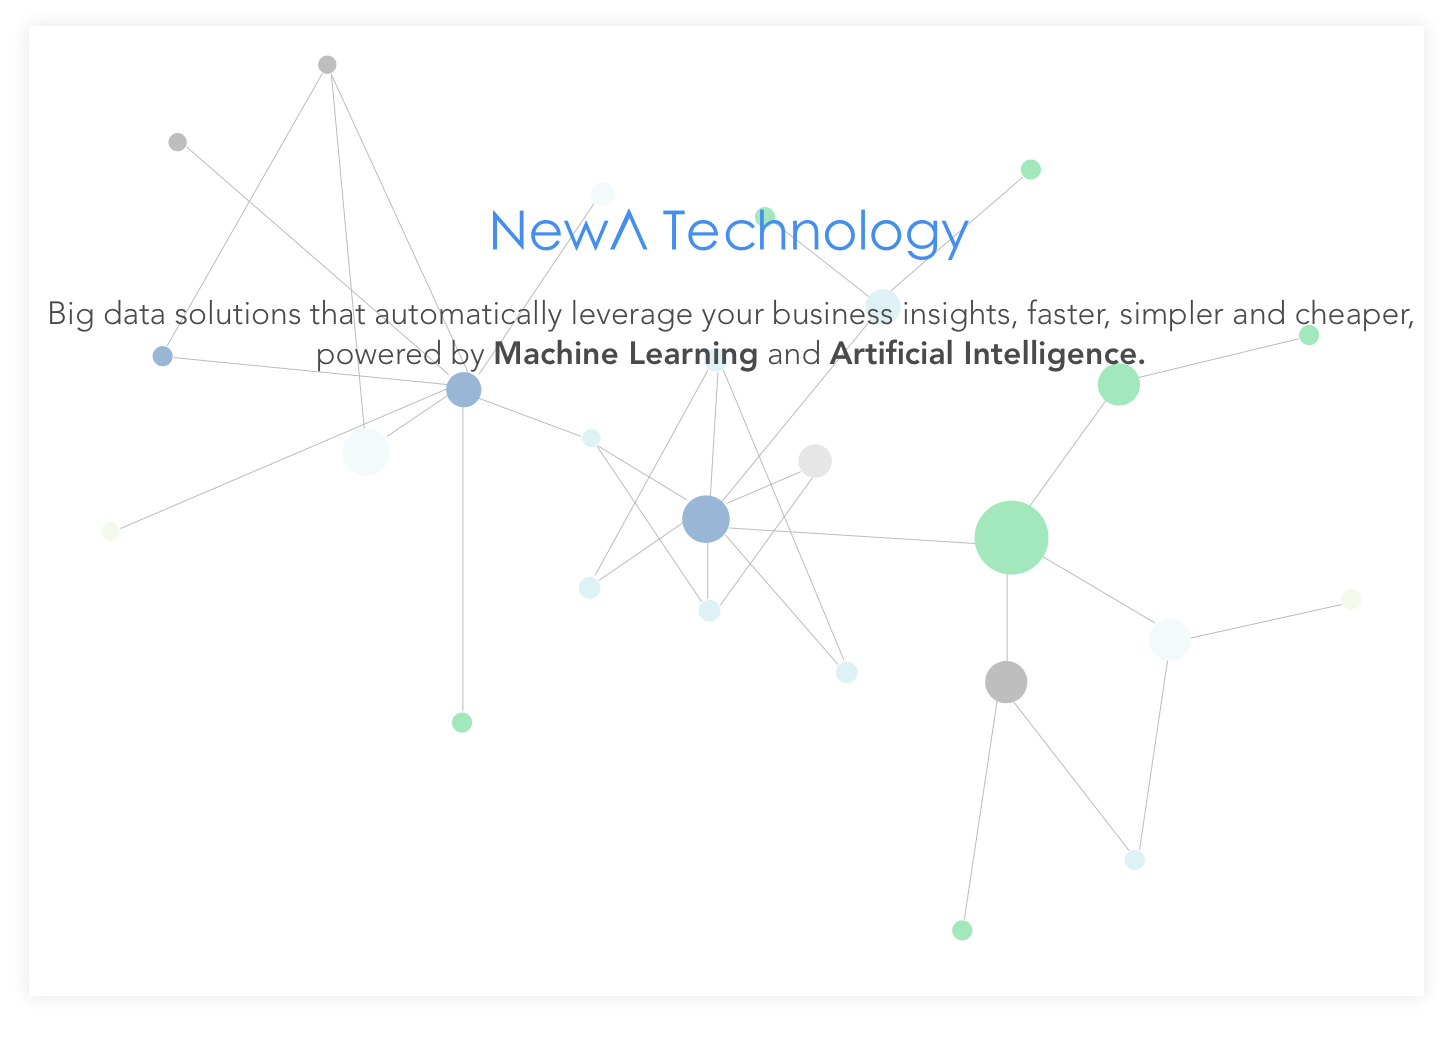 NewΛ Technology
Big data solutions that automatically leverage your business insights, faster, simpler and cheaper,
powered by Machine Learning and Artificial Intelligence.